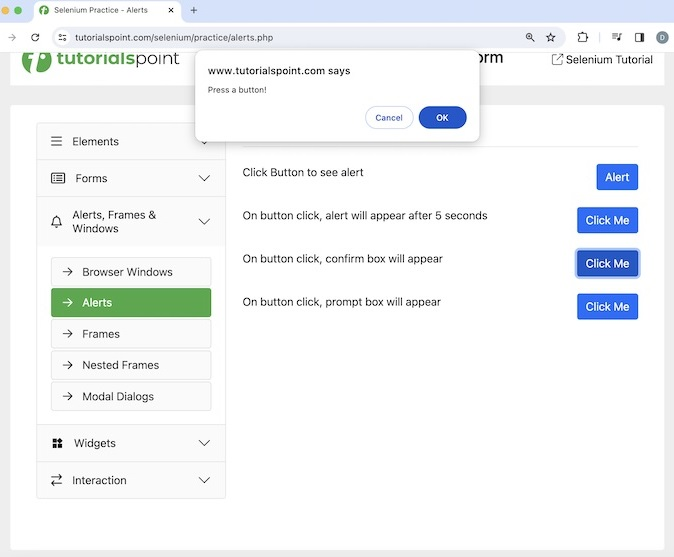 Selenium Practice - Alerts
tutorialspoint.com/selenium/practice/alerts.php
D
tutorialspoint
Selenium Tutorial
www.tutorialspoint.com says
Press a button!
Cancel
OK
Elements
Forms
Alerts, Frames &
Windows
Browser Windows
Alerts
Frames
Nested Frames
Modal Dialogs
Widgets
Interaction
Click Button to see alert
Alert
On button click, alert will appear after 5 seconds
Click Me
On button click, confirm box will appear
Click Me
On button click, prompt box will appear
Click Me